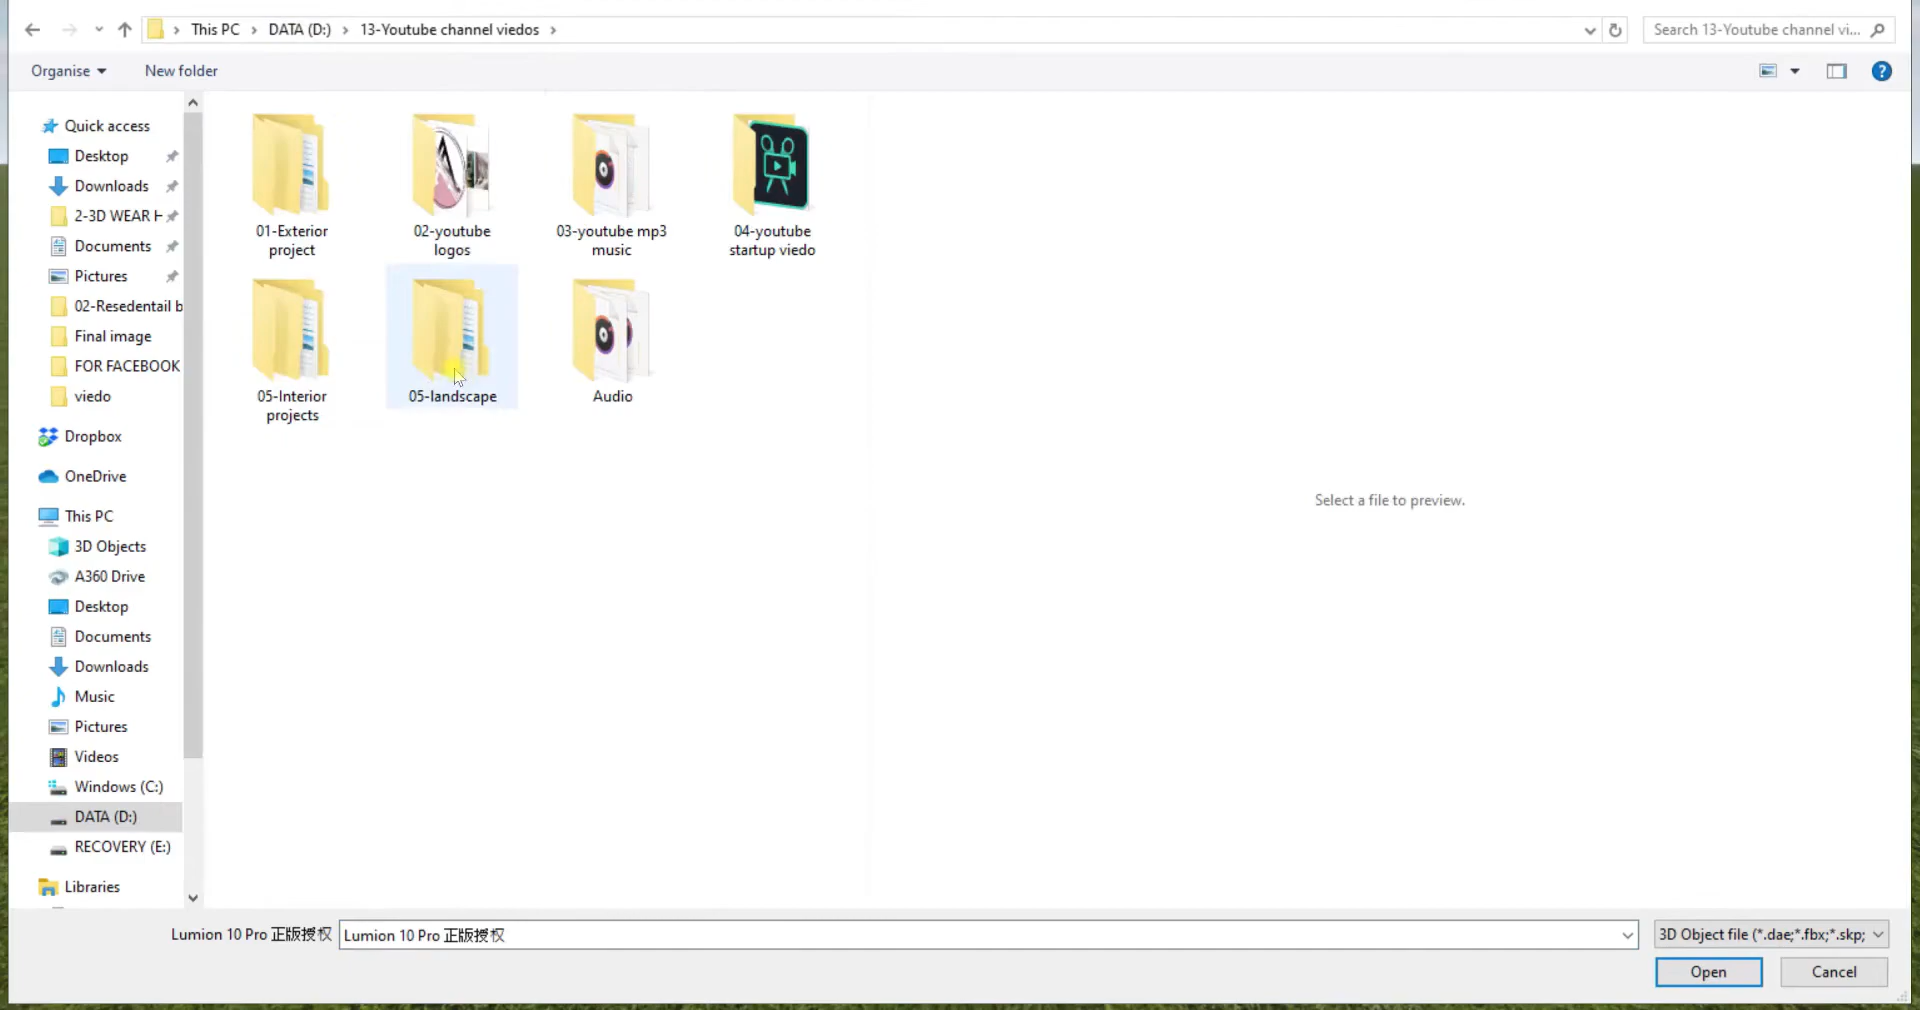 This PC > DATA (D:) > 13-Youtube channel viedos >
Search 13-Youtube channel vi...
Organise
New folder
?
Quick access
Desktop
Downloads
2-3D WEAR H
Documents
Pictures
02-Resedentail b
Final image
FOR FACEBOOK
viedo
Dropbox
OneDrive
This PC
3D Objects
A360 Drive
Desktop
Documents
Downloads
Music
Pictures
Videos
Windows (C:)
DATA (D:)
RECOVERY (E:)
Libraries
01-Exterior
project
02-youtube
logos
03-youtube mp3
music
04-youtube
startup viedo
05-Interior
projects
05-landscape
Audio
Select a file to preview.
Lumion 10 Pro 正版授权
Lumion 10 Pro 正版授权
3D Object file (*.dae;*.fbx;*.skp;
Open
Cancel